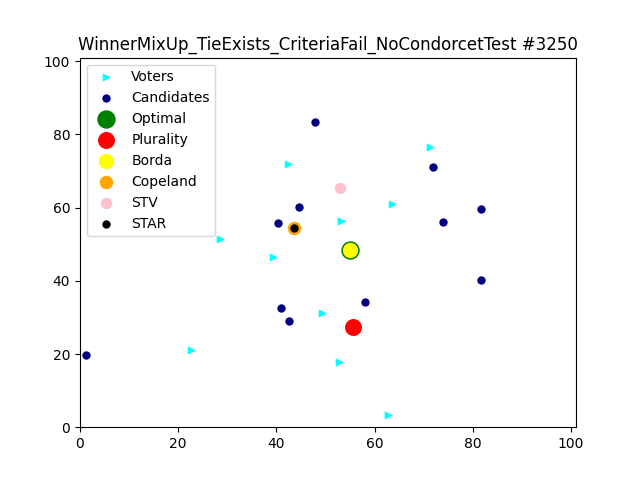 WinnerMixUp_TieExists_CriteriaFail_NoCondorcetTest #3250
100
80
60
40
20
0
Voters
Candidates
Optimal
Plurality
Borda
Copeland
STV
STAR
0 20 40 60 80 100